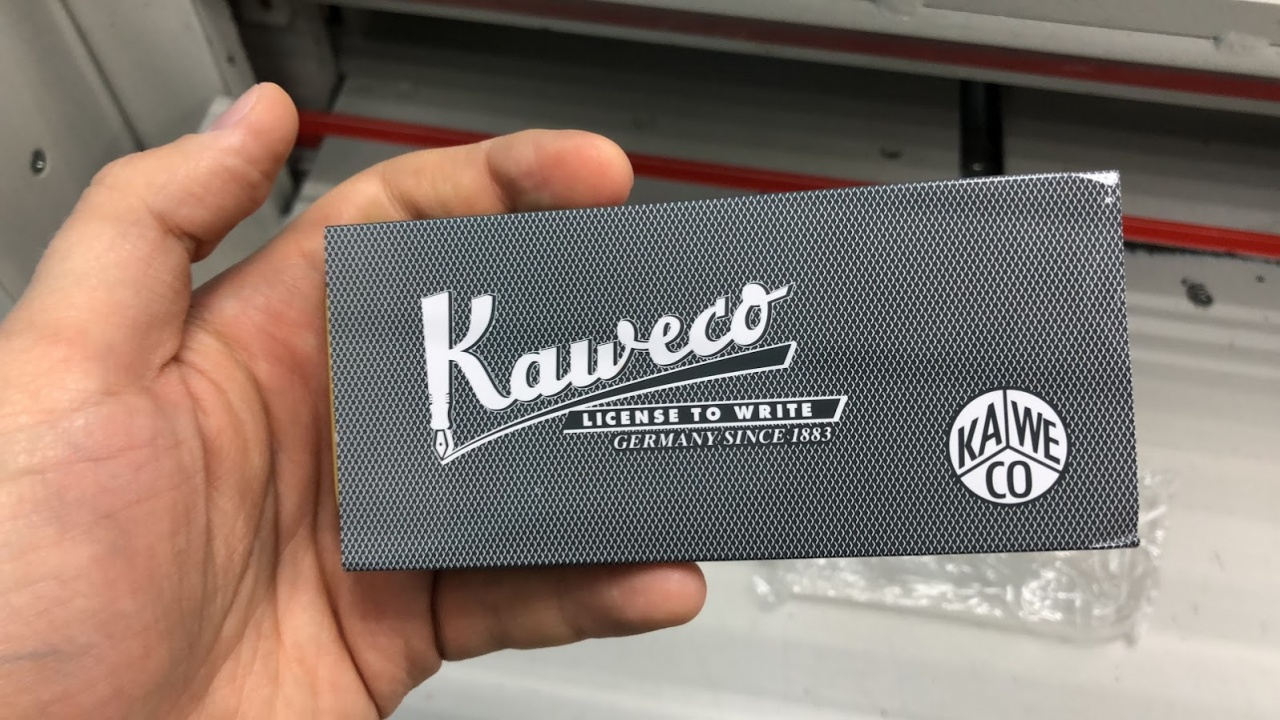 Kaweco
LICENSE TO WRITE
GERMANY SINCE 1883
KA WE
CO